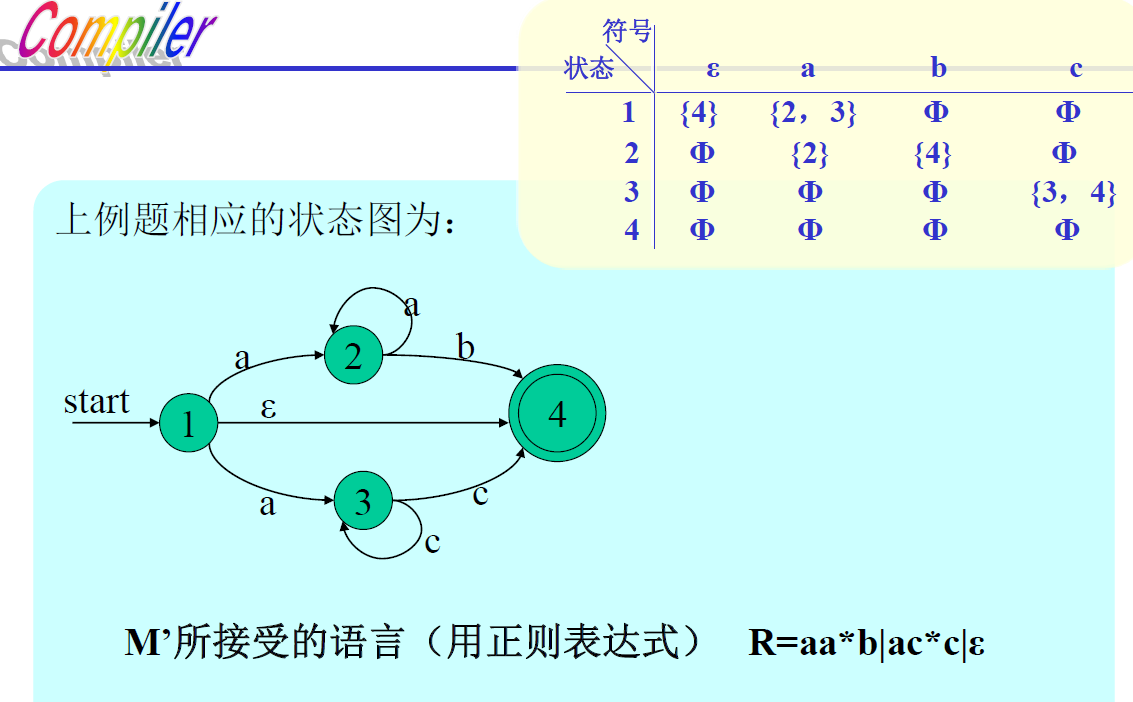 Compiler
符号
状态 ε a b c
1 {4} {2，3} Φ Φ
2 Φ {2} {4} Φ
3 Φ Φ Φ {3，4}
4 Φ Φ Φ Φ
上例题相应的状态图为：
a
2
a
b
start
1
ε
4
a
3
c
c
M’所接受的语言（用正则表达式） R=aa*b|ac*c|ε